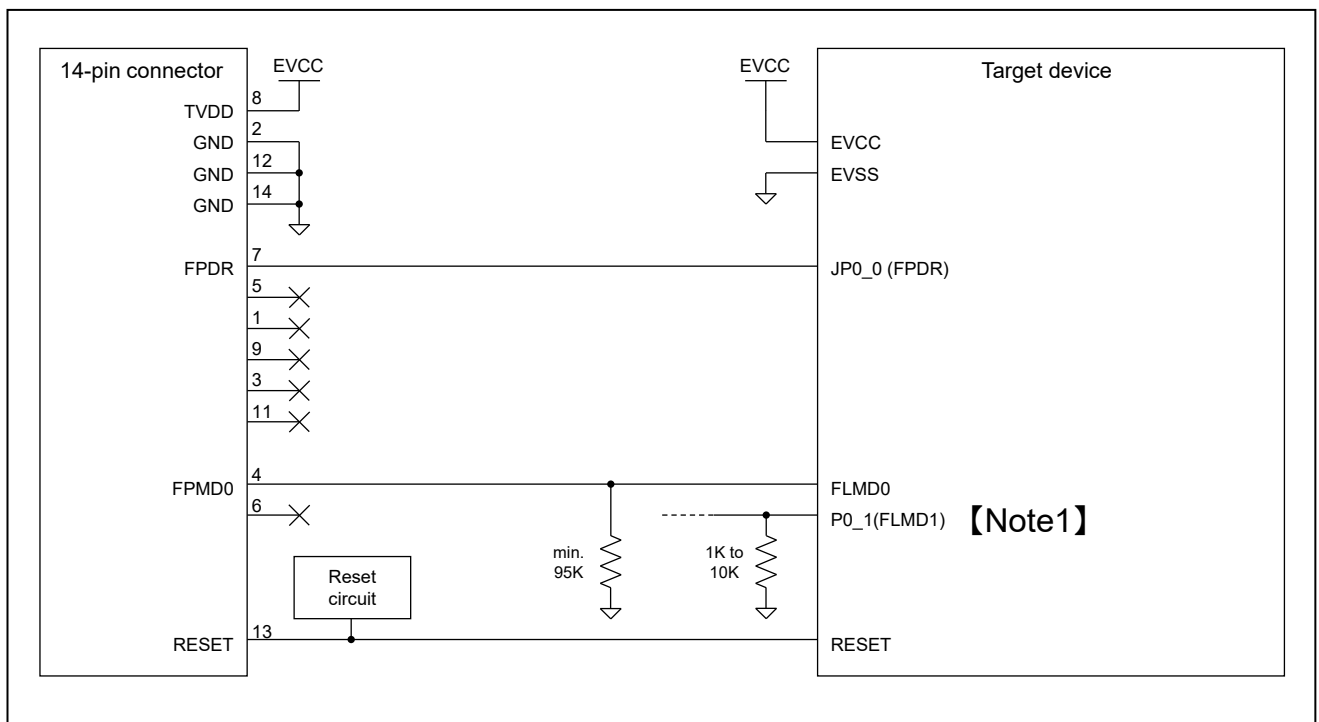 14-pin connector
EVCC
EVCC
Target device
8
TVDD
2
GND
EVCC
12
GND
EVSS
14
GND
7
FPDR
JP0_0 (FPDR)
5
1
9
3
11
4
FPMD0
FLMD0
6
P0_1(FLMD1) 【Note1】
min.
95K
1K to
10K
Reset
circuit
13
RESET
RESET